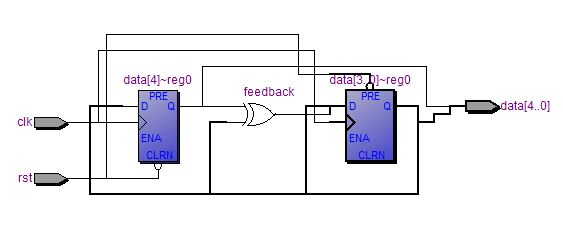 data[4]~reg0
data[3..0]~reg0
PRE
PRE
feedback
D
Q
D
Q
data[4..0]
clk
ENA
ENA
CLRN
CLRN
rst